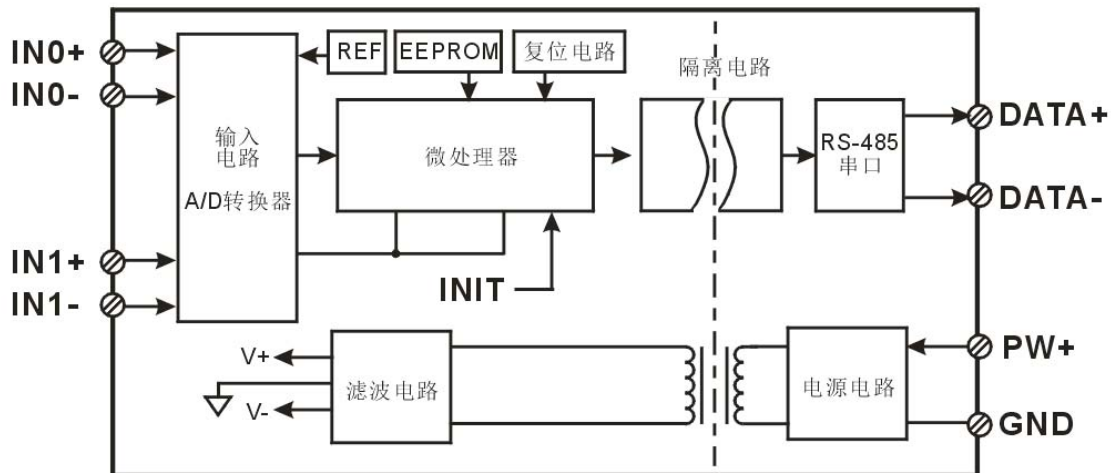 IN0+
IN0-
IN1+
IN1-
输入
电路
A/D转换器
REF
EEPROM
复位电路
微处理器
INIT
隔离电路
RS-485
串口
DATA+
DATA-
V+
V-
滤波电路
电源电路
PW+
GND